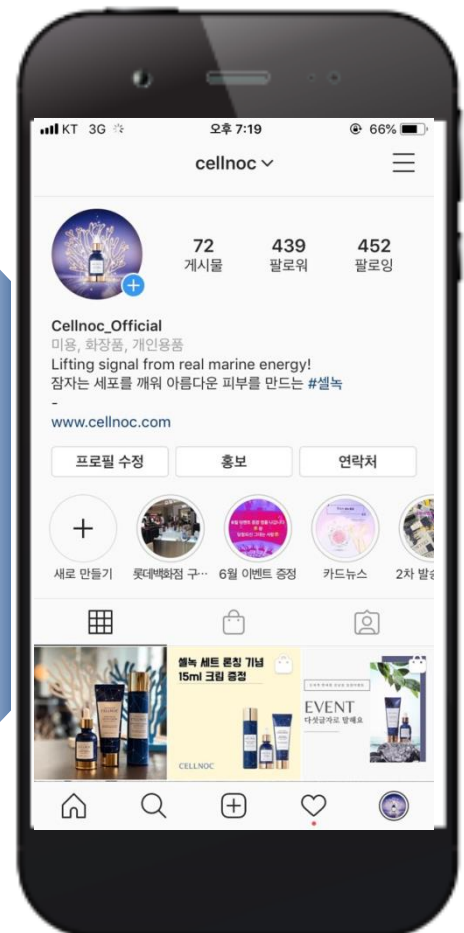 KT 3G 오후 7:19 66%
cellnoc
72 439 452
게시물 팔로워 팔로잉
Cellnoc_Official
미용, 화장품, 개인용품
Lifting signal from real marine energy!
잠자는 세포를 깨워 아름다운 피부를 만드는 #셀녹
-
www.cellnoc.com
프로필 수정 홍보 연락처
새로 만들기 롯데백화점 구… 6월 이벤트 증정 카드뉴스 2차 발송
셀녹 세트 론칭 기념
15ml 크림 증정
CELLNOC
EVENT
다섯글자로 말해요